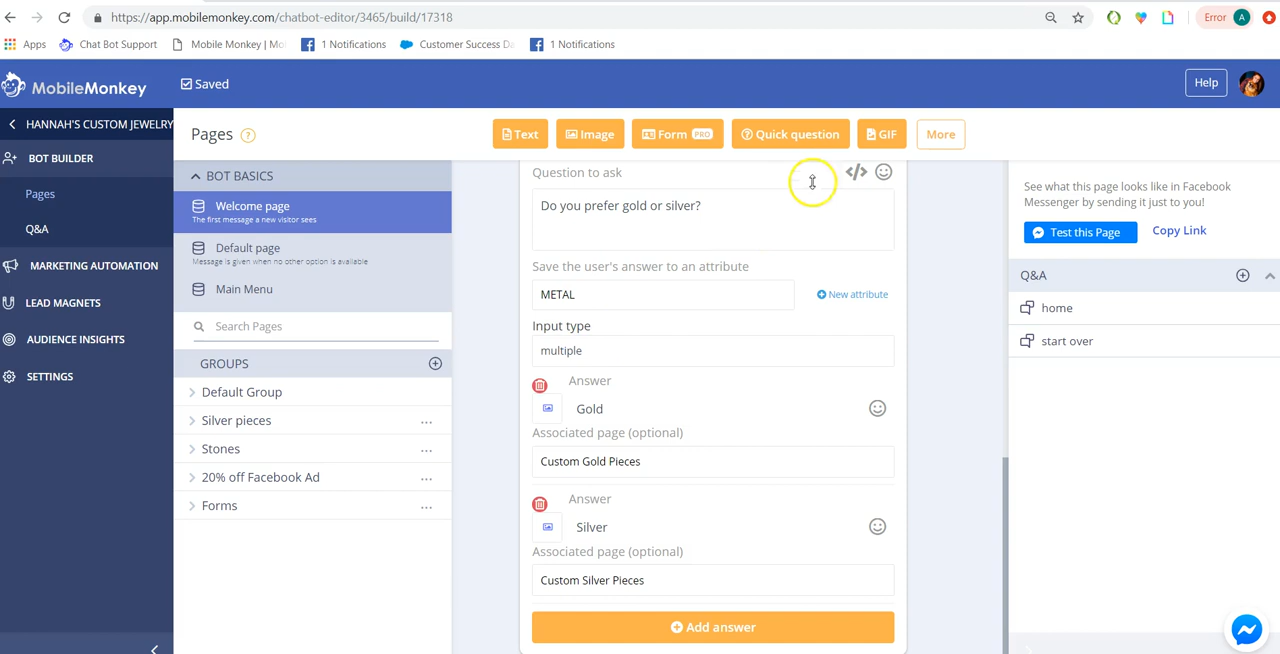 https://app.mobilemonkey.com/chatbot-editor/3465/build/17318
Error A
Apps
Chat Bot Support
Mobile Monkey | Mo
1 Notifications
Customer Success Da
1 Notifications
MobileMonkey
Saved
Help
HANNAH'S CUSTOM JEWELRY
Pages ?
Text
Image
Form PRO
Quick question
GIF
More
BOT BUILDER
Pages
Q&A
MARKETING AUTOMATION
LEAD MAGNETS
AUDIENCE INSIGHTS
SETTINGS
BOT BASICS
Welcome page
The first message a new visitor sees
Default page
Message is given when no other option is available
Main Menu
Search Pages
GROUPS
Default Group
Silver pieces
Stones
20% off Facebook Ad
Forms
Question to ask
Do you prefer gold or silver?
Save the user's answer to an attribute
METAL
New attribute
Input type
multiple
Answer
Gold
Associated page (optional)
Custom Gold Pieces
Answer
Silver
Associated page (optional)
Custom Silver Pieces
Add answer
See what this page looks like in Facebook
Messenger by sending it just to you!
Test this Page
Copy Link
Q&A
home
start over